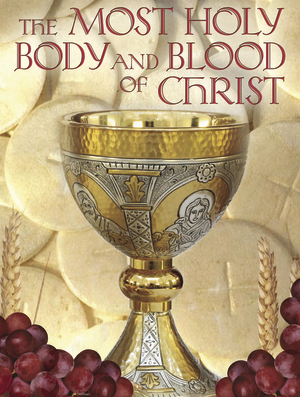 THE MOST HOLY
BODY AND BLOOD
OF CHRIST